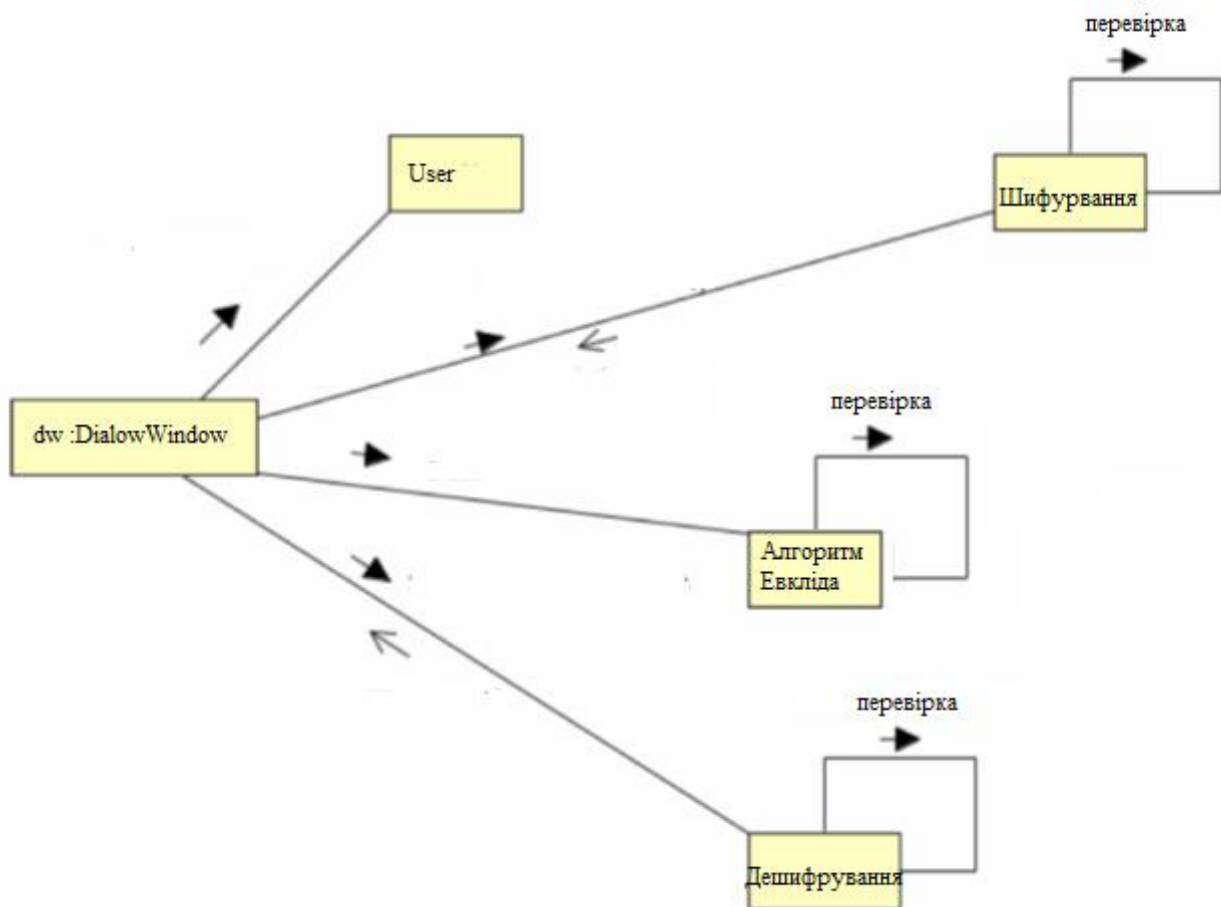 перевірка
User
Шифурвання
перевірка
dw :DialowWindow
Алгоритм
Евкліда
перевірка
Дешифрування